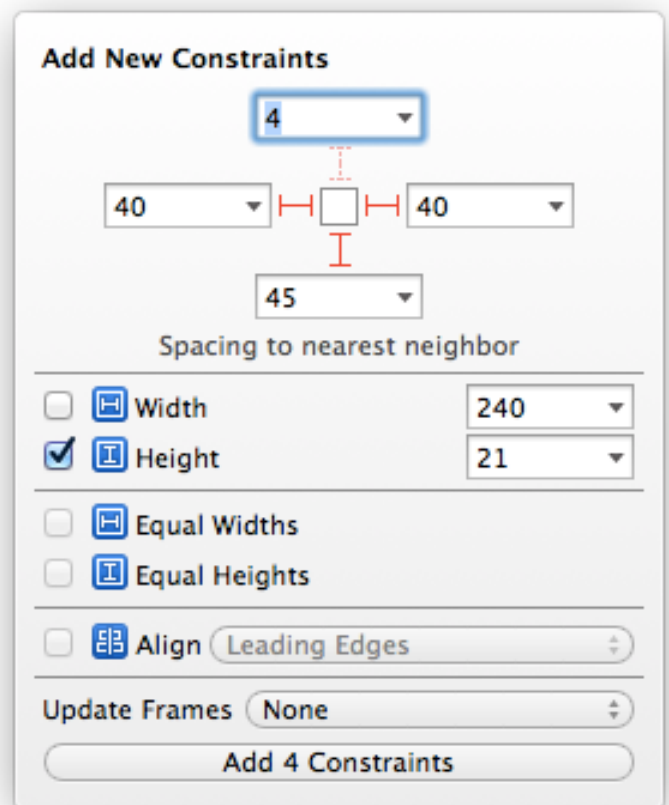 Add New Constraints
4
40 40
45
Spacing to nearest neighbor
Width 240
Height 21
Equal Widths
Equal Heights
Align Leading Edges
Update Frames None
Add 4 Constraints